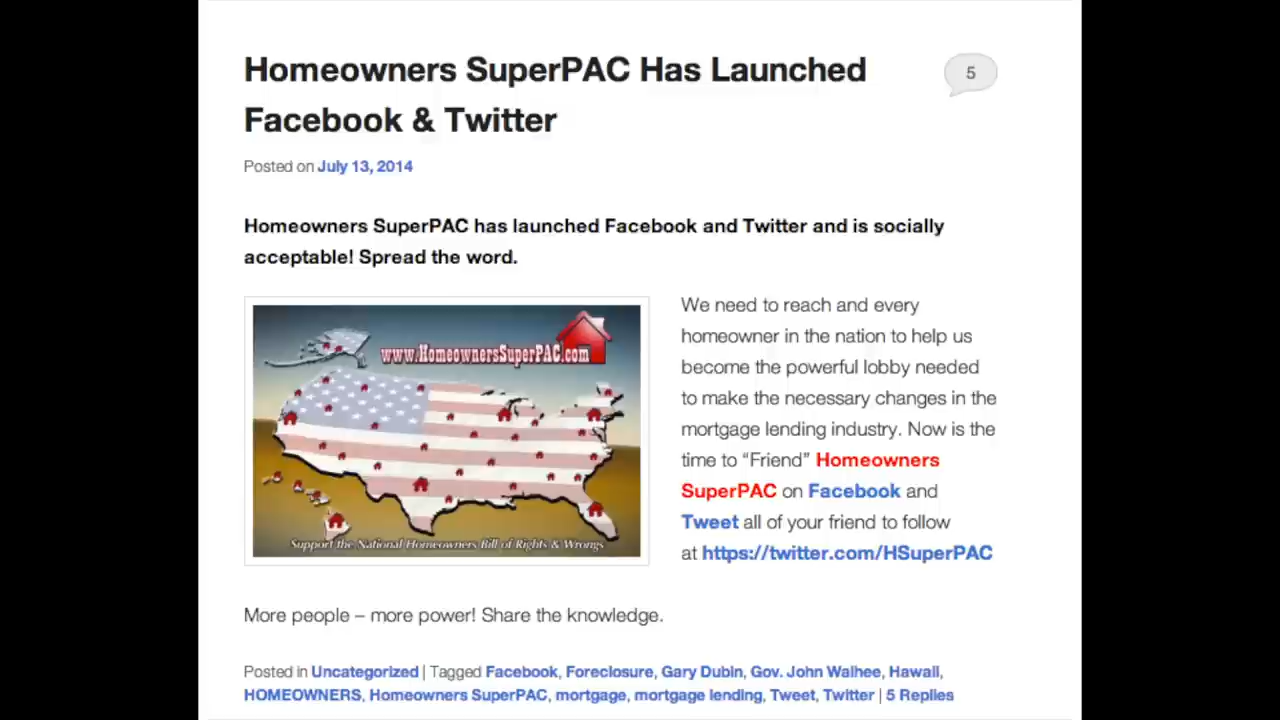 Homeowners SuperPAC Has Launched
5
Facebook & Twitter
Posted on July 13, 2014
Homeowners SuperPAC has launched Facebook and Twitter and is socially
acceptable! Spread the word.
www.HomeownersSuperPAC.com
Support the National Homeowners Bill of Rights & Wrongs
We need to reach and every
homeowner in the nation to help us
become the powerful lobby needed
to make the necessary changes in the
mortgage lending industry. Now is the
time to “Friend” Homeowners
SuperPAC on Facebook and
Tweet all of your friend to follow
at https://twitter.com/HSuperPAC
More people – more power! Share the knowledge.
Posted in Uncategorized | Tagged Facebook, Foreclosure, Gary Dubin, Gov. John Waihee, Hawaii,
HOMEOWNERS, Homeowners SuperPAC, mortgage, mortgage lending, Tweet, Twitter | 5 Replies